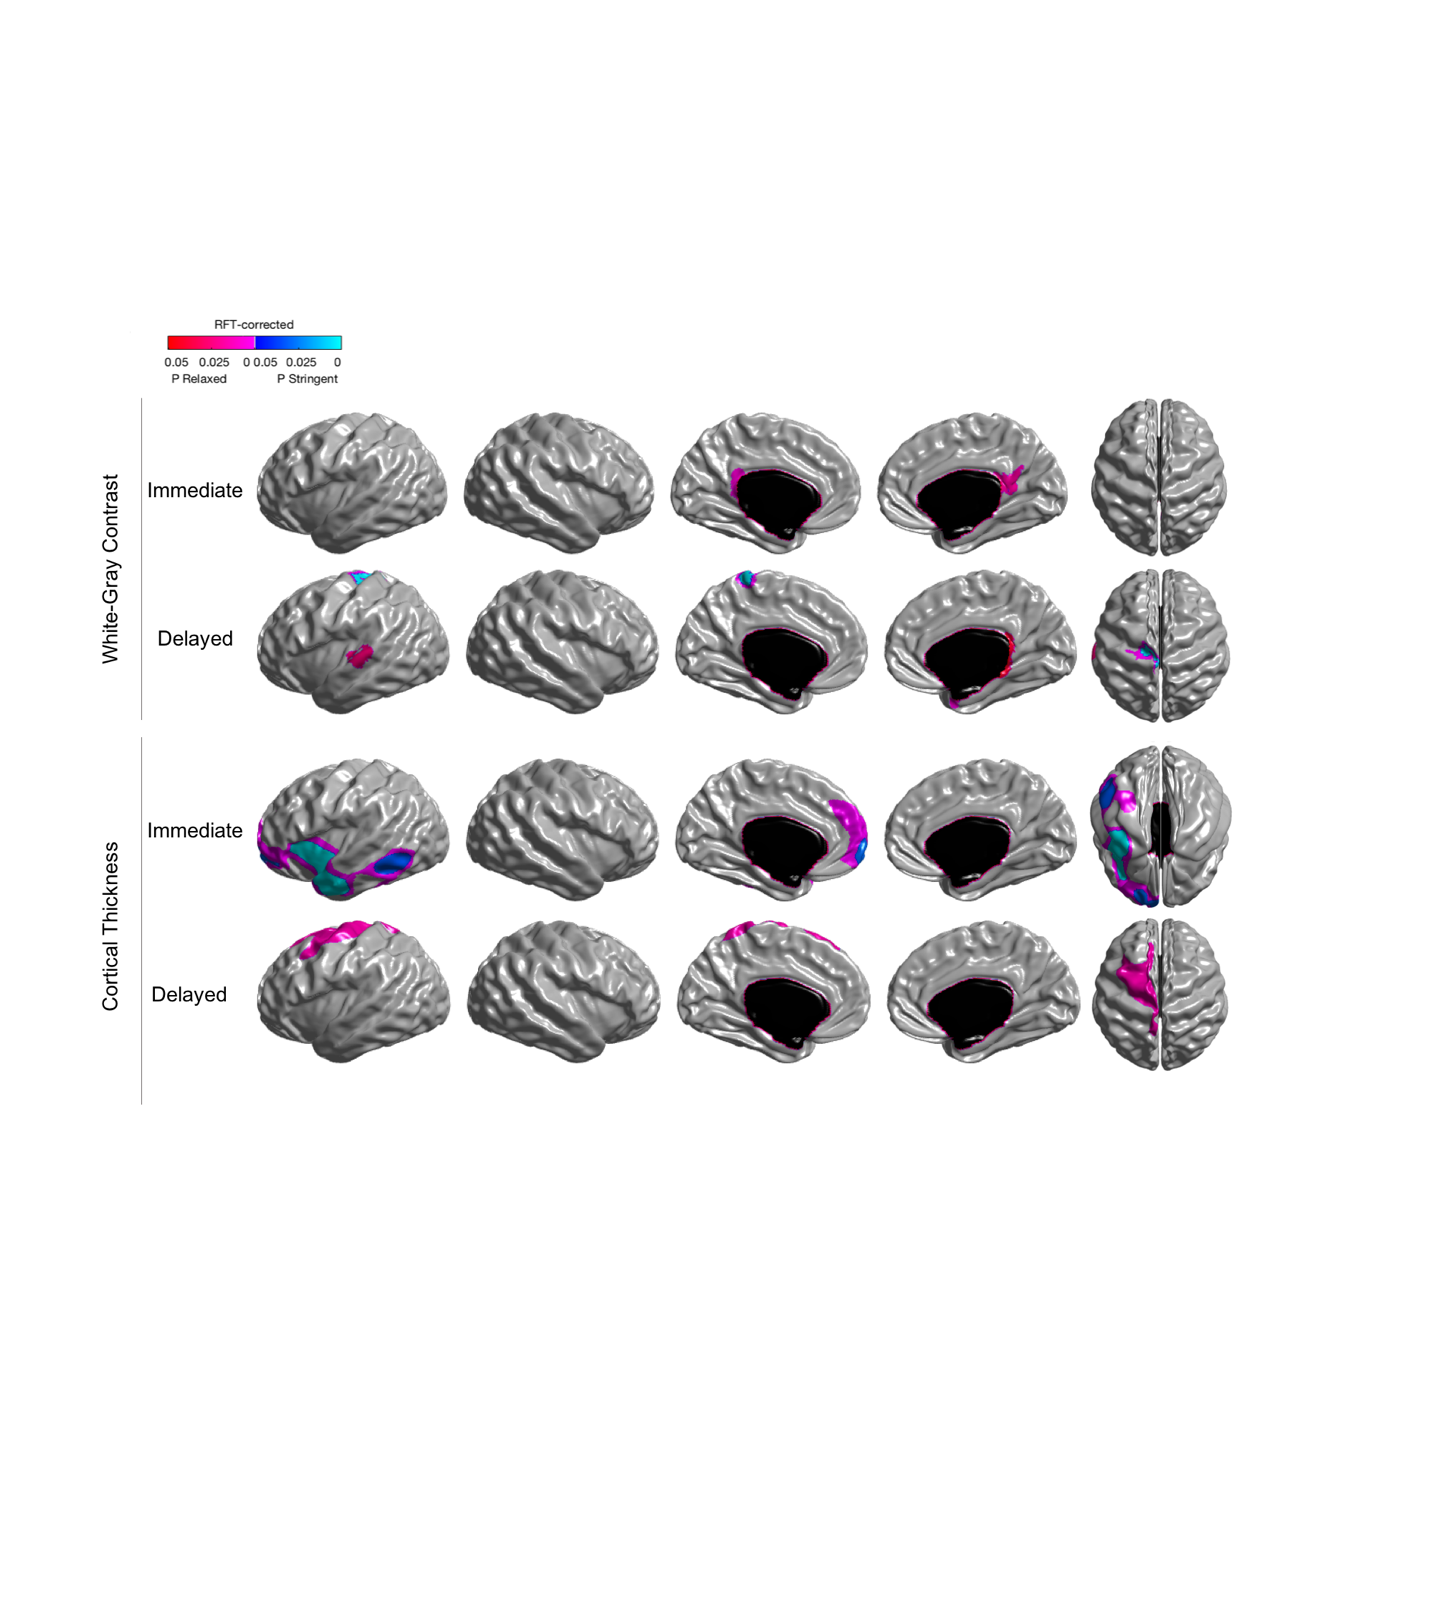 RFT-corrected
0.05 0.025 0 0.05 0.025 0
P Relaxed P Stringent
White-Gray Contrast
Immediate
Delayed
Cortical Thickness
Immediate
Delayed